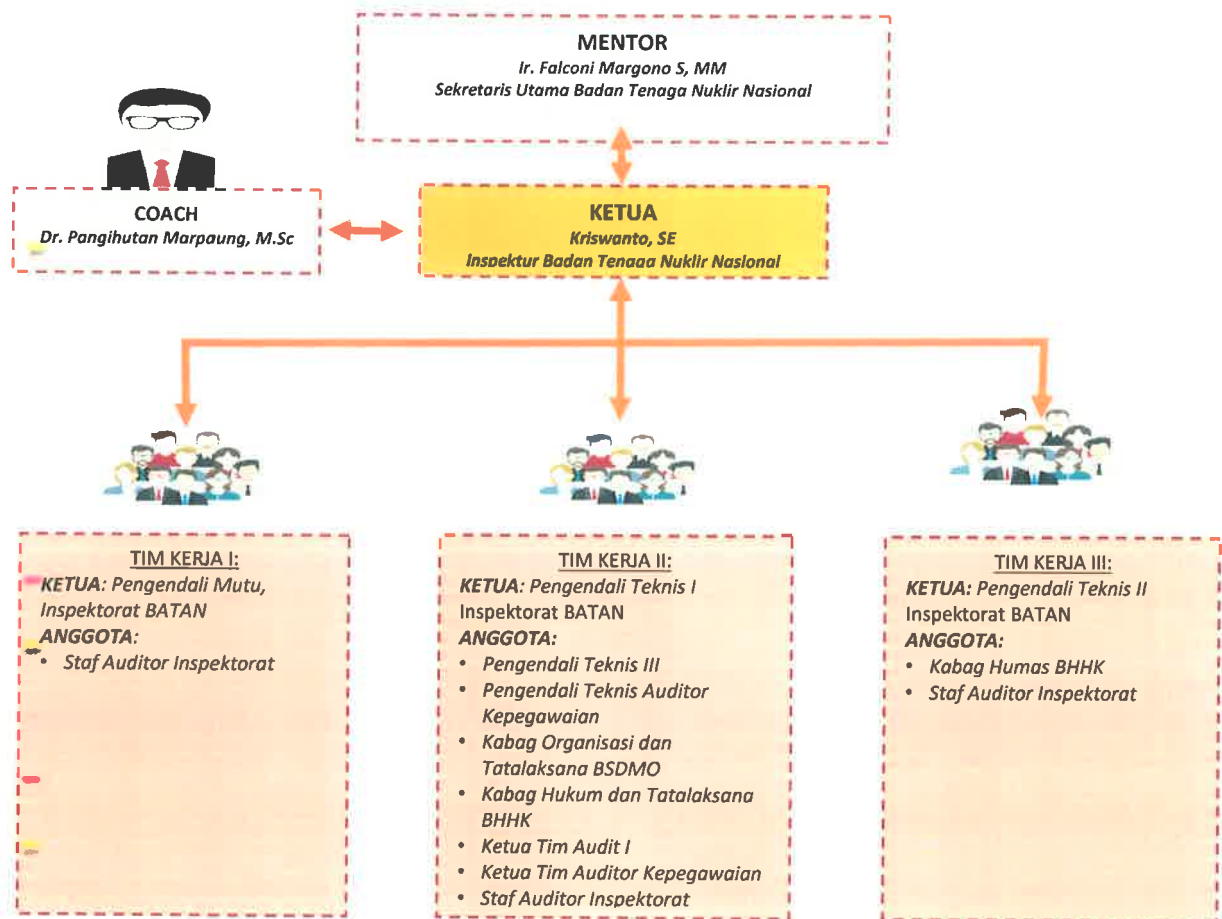 MENTOR
Ir. Falconi Margono S, MM
Sekretaris Utama Badan Tenaga Nuklir Nasional
COACH
Dr. Pangihutan Marpaung, M.Sc
KETUA
Kriswanto, SE
Inspektur Badan Tenaga Nuklir Nasional
TIM KERJA I:
KETUA: Pengendali Mutu,
Inspektorat BATAN
ANGGOTA:
• Staf Auditor Inspektorat
TIM KERJA II:
KETUA: Pengendali Teknis I
Inspektorat BATAN
ANGGOTA:
• Pengendali Teknis III
• Pengendali Teknis Auditor
Kepegawaian
• Kabag Organisasi dan
Tatalaksana BSDMO
• Kabag Hukum dan Tatalaksana
BHHK
• Ketua Tim Audit I
• Ketua Tim Auditor Kepegawaian
• Staf Auditor Inspektorat
TIM KERJA III:
KETUA: Pengendali Teknis II
Inspektorat BATAN
ANGGOTA:
• Kabag Humas BHHK
• Staf Auditor Inspektorat